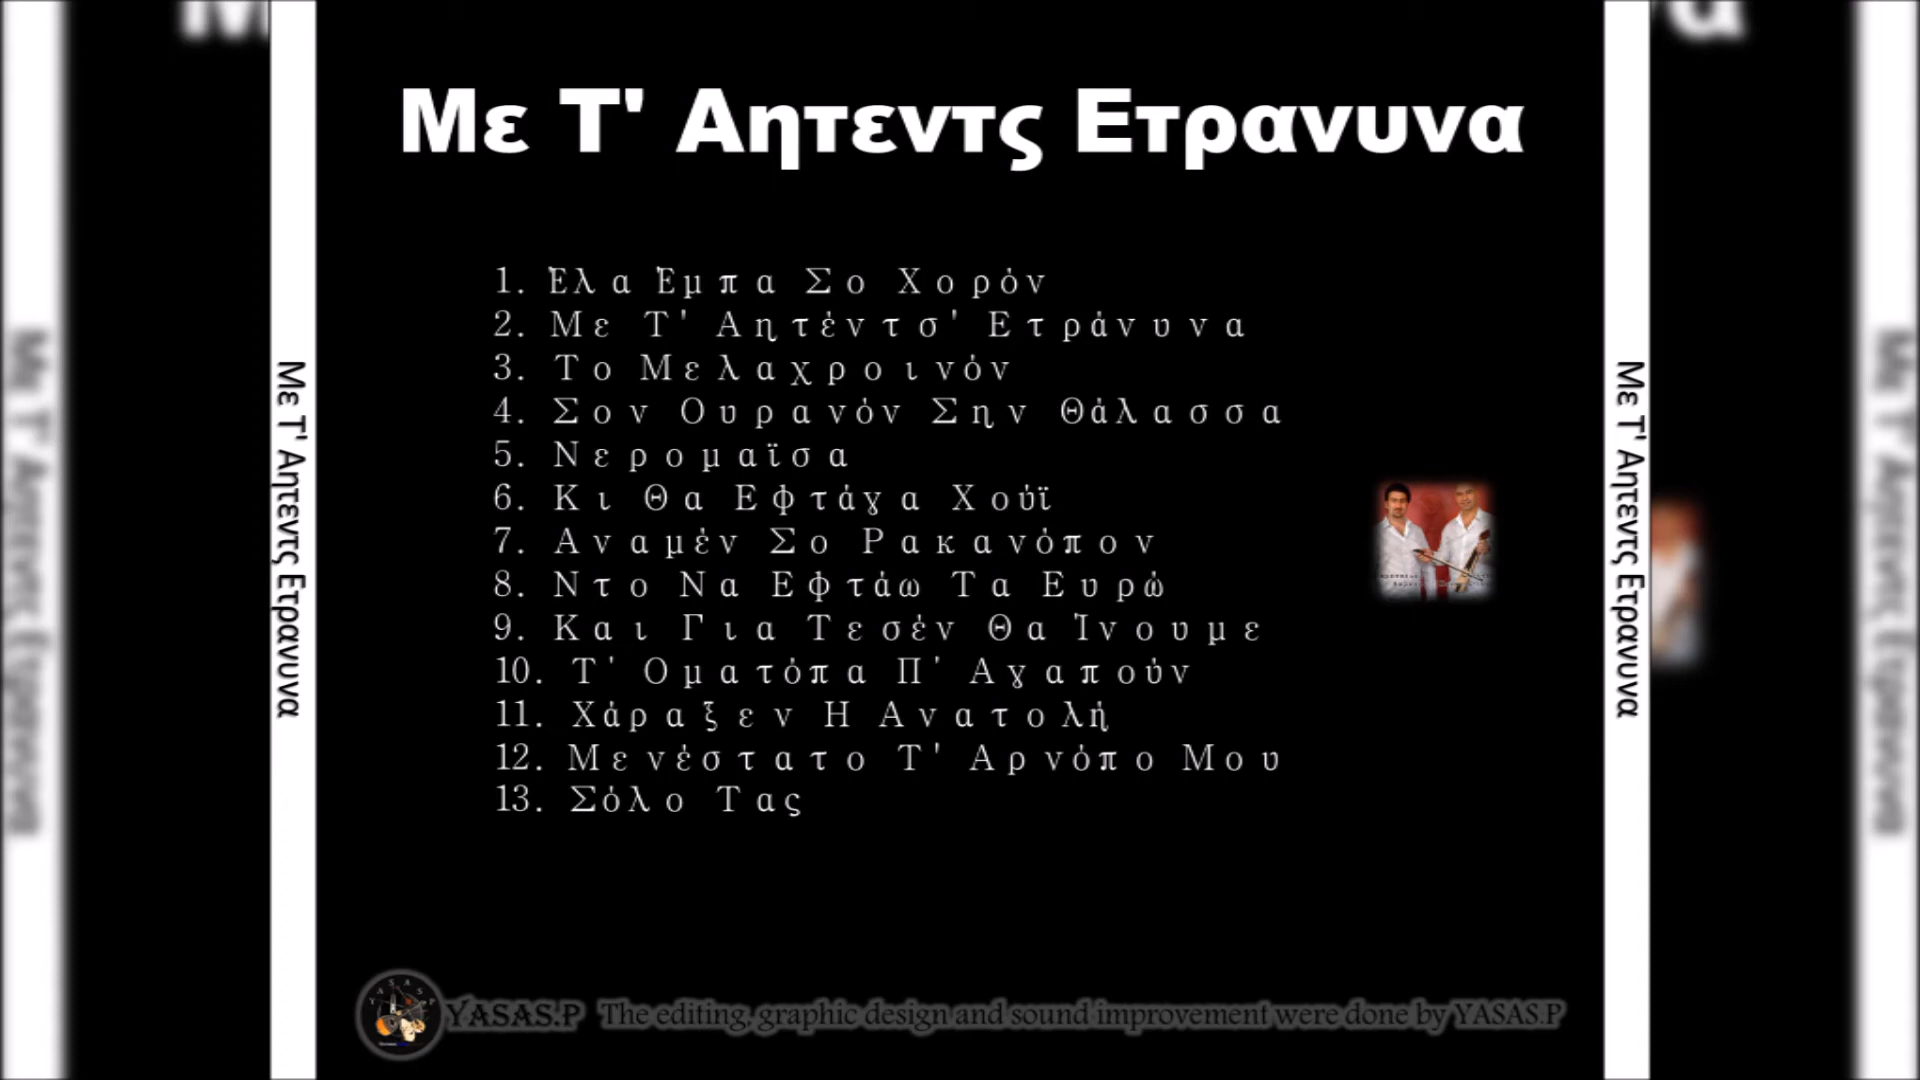 Με Τ' Αητεντς Ετρανυνα
1. Έλα Έμπα Σο Χορόν
2. Με Τ' Αητέντσ' Ετράνυνα
3. Το Μελαχροινόν
4. Σον Ουρανόν Σην Θάλασσα
5. Νερομαϊσα
6. Κι Θα Εφτάγα Χούϊ
7. Αναμέν Σο Ρακανόπον
8. Ντο Να Εφτάω Τα Ευρώ
9. Και Για Τεσέν Θα Ίνουμε
10. Τ' Οματόπα Π' Αγαπούν
11. Χάραξεν Η Ανατολή
12. Μενέστατο Τ' Αρνόπο Μου
13. Σόλο Τας
Με Τ' Αητεντς Ετρανυνα
Με Τ' Αητεντς Ετρανυνα
YASAS.P The editing, graphic design and sound improvement were done by YASAS.P